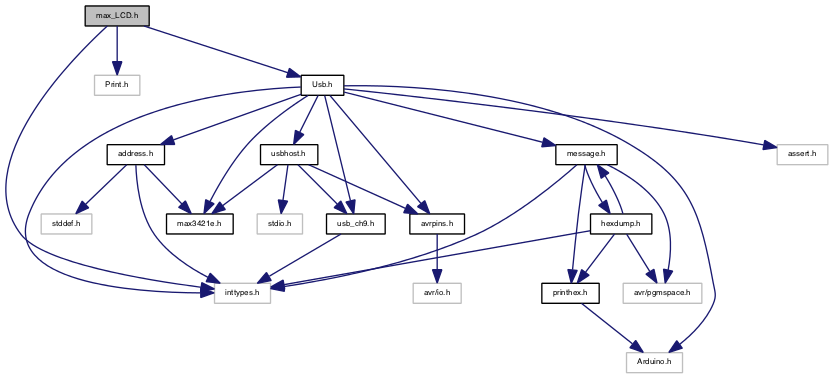 max_LCD.h
Print.h
Usb.h
address.h
usbhost.h
message.h
assert.h
stddef.h
max3421e.h
stdio.h
usb_ch9.h
avrpins.h
hexdump.h
inttypes.h
avr/io.h
printhex.h
avr/pgmspace.h
Arduino.h